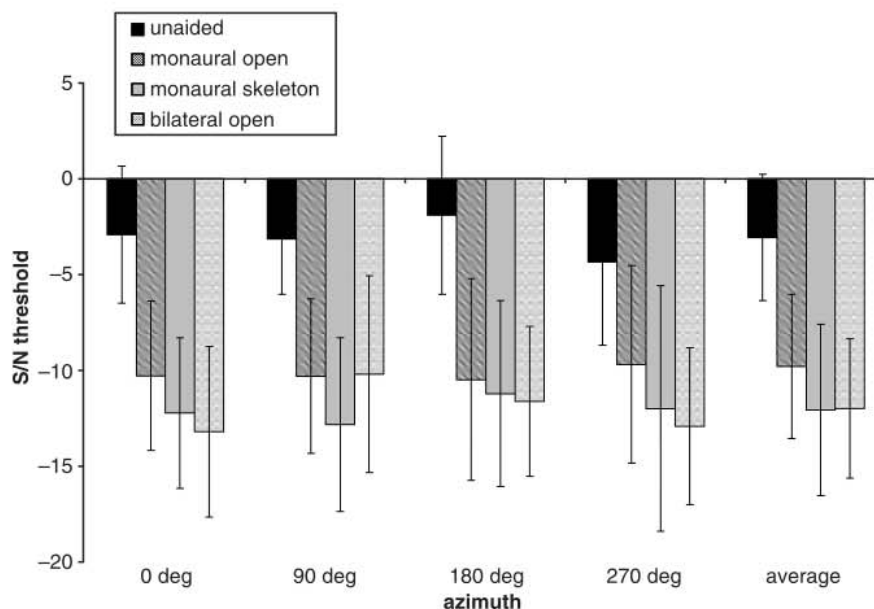 unaided
monaural open
monaural skeleton
bilateral open
5
0
−5
−10
−15
−20
S/N threshold
0 deg 90 deg 180 deg 270 deg average
azimuth